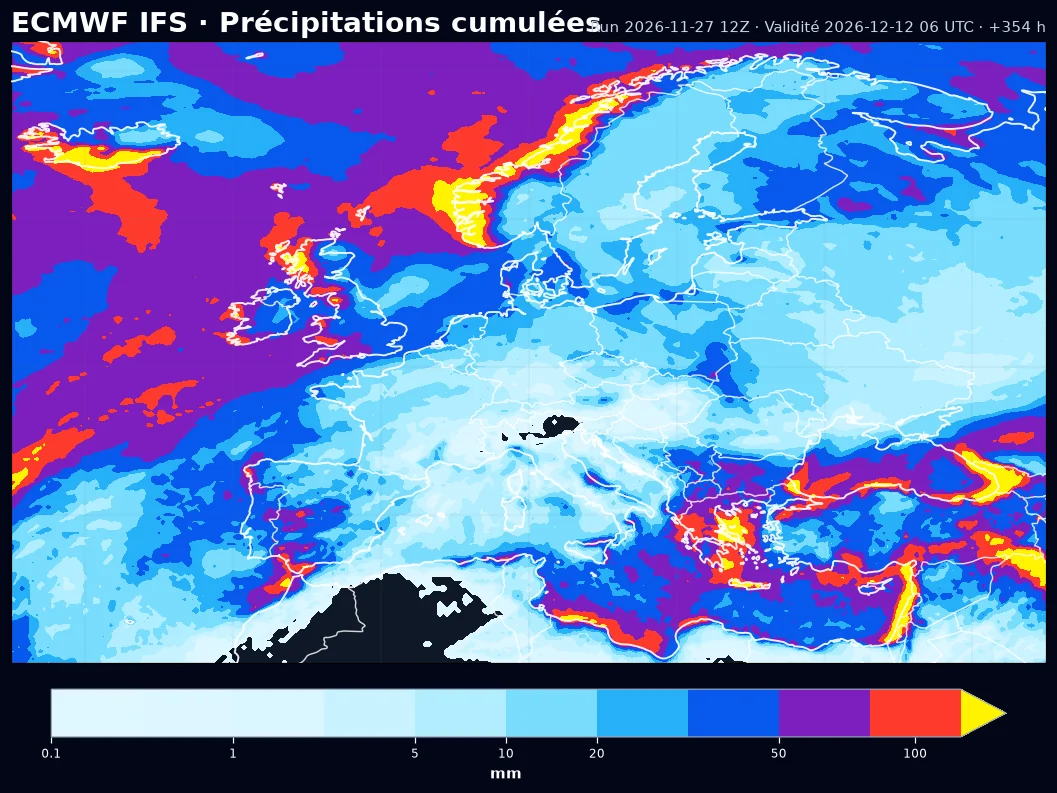 ECMWF IFS · Précipitations cumulées
Run 2026-11-27 12Z · Validité 2026-12-12 06 UTC · +354 h
0.1 1 5 10 20 50 100
mm